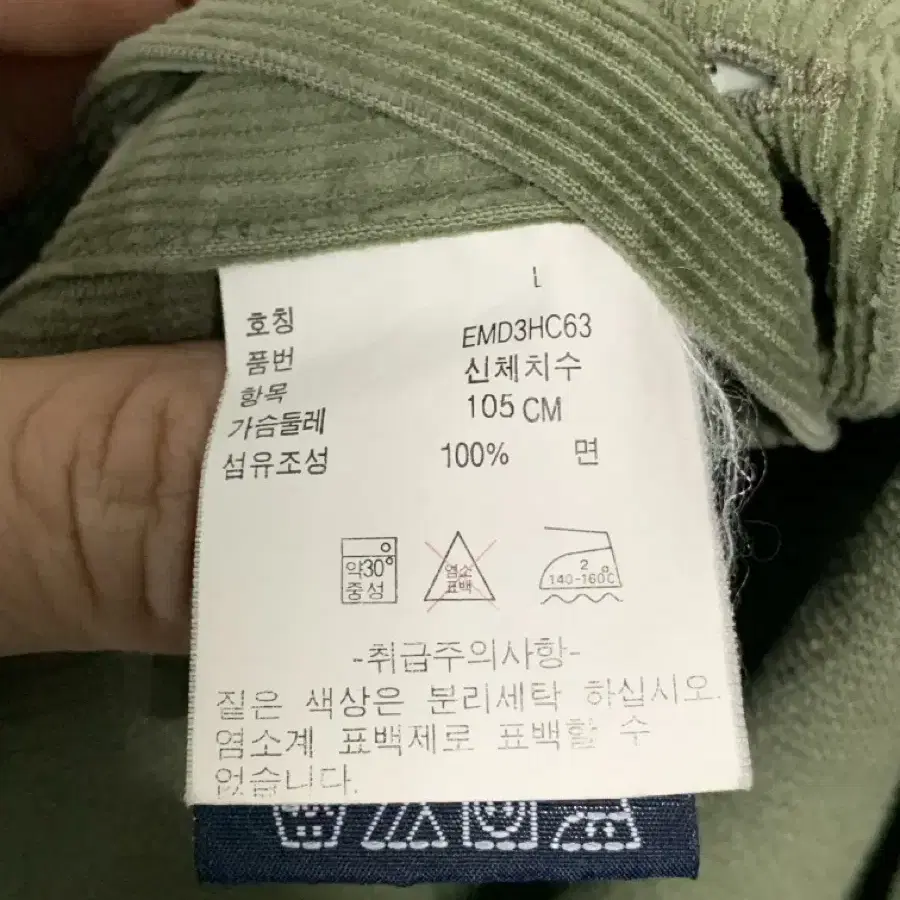 L
호칭
품번 EMD3HC63
항목 신체치수
가슴둘레 105 CM
섬유조성 100% 면
약30°
중성
염소
표백
2
140-160℃
-취급주의사항-
짙은 색상은 분리세탁 하십시오.
염소계 표백제로 표백할 수
없습니다.